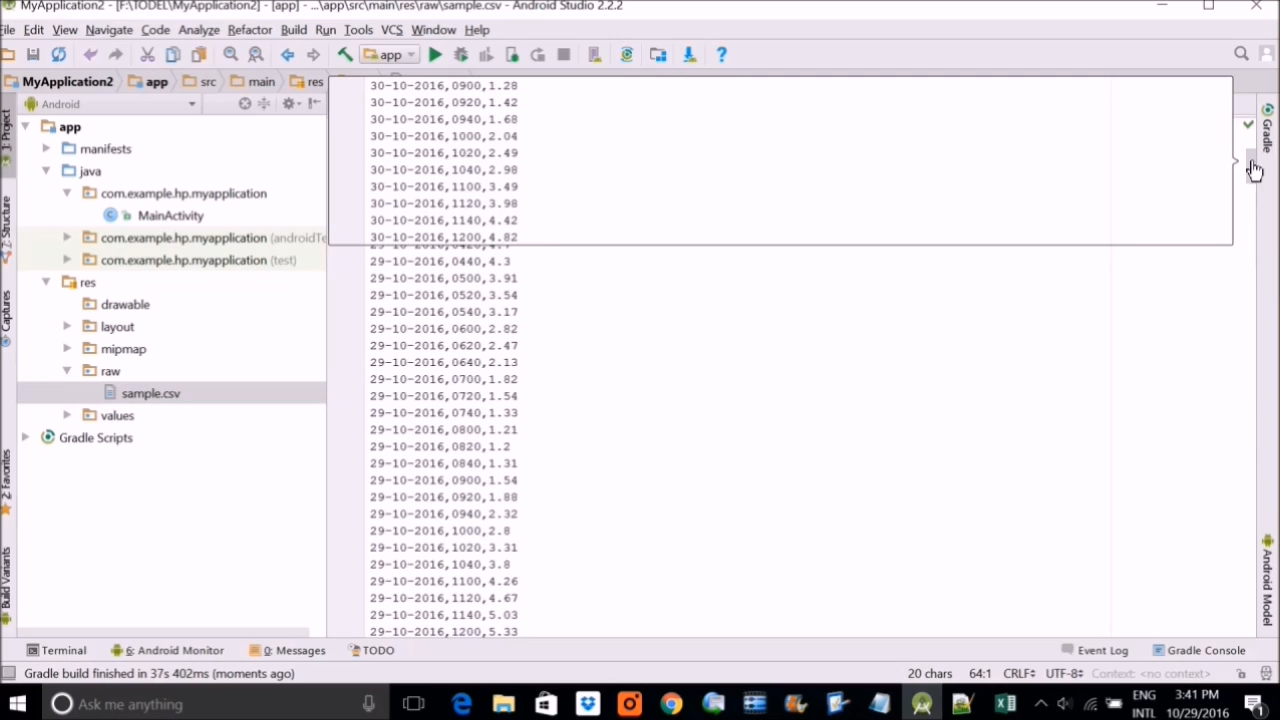 MyApplication2 - [F:\TODEL\MyApplication2] - [app] - ...\app\src\main\res\raw\sample.csv - Android Studio 2.2.2
File Edit View Navigate Code Analyze Refactor Build Run Tools VCS Window Help
app
MyApplication2 app src main res
Android
app
manifests
java
com.example.hp.myapplication
MainActivity
com.example.hp.myapplication (androidTe
com.example.hp.myapplication (test)
res
drawable
layout
mipmap
raw
sample.csv
values
Gradle Scripts
1: Project
7: Structure
Captures
2: Favorites
Build Variants
30-10-2016,0900,1.28
30-10-2016,0920,1.42
30-10-2016,0940,1.68
30-10-2016,1000,2.04
30-10-2016,1020,2.49
30-10-2016,1040,2.98
30-10-2016,1100,3.49
30-10-2016,1120,3.98
30-10-2016,1140,4.42
30-10-2016,1200,4.82
29-10-2016,0440,4.3
29-10-2016,0500,3.91
29-10-2016,0520,3.54
29-10-2016,0540,3.17
29-10-2016,0600,2.82
29-10-2016,0620,2.47
29-10-2016,0640,2.13
29-10-2016,0700,1.82
29-10-2016,0720,1.54
29-10-2016,0740,1.33
29-10-2016,0800,1.21
29-10-2016,0820,1.2
29-10-2016,0840,1.31
29-10-2016,0900,1.54
29-10-2016,0920,1.88
29-10-2016,0940,2.32
29-10-2016,1000,2.8
29-10-2016,1020,3.31
29-10-2016,1040,3.8
29-10-2016,1100,4.26
29-10-2016,1120,4.67
29-10-2016,1140,5.03
29-10-2016,1200,5.33
Gradle
Android Model
Terminal 6: Android Monitor 0: Messages TODO Event Log Gradle Console
Gradle build finished in 37s 402ms (moments ago) 20 chars 64:1 CRLF UTF-8 Context: <no context>
Ask me anything
ENG 3:41 PM
INTL 10/29/2016
1